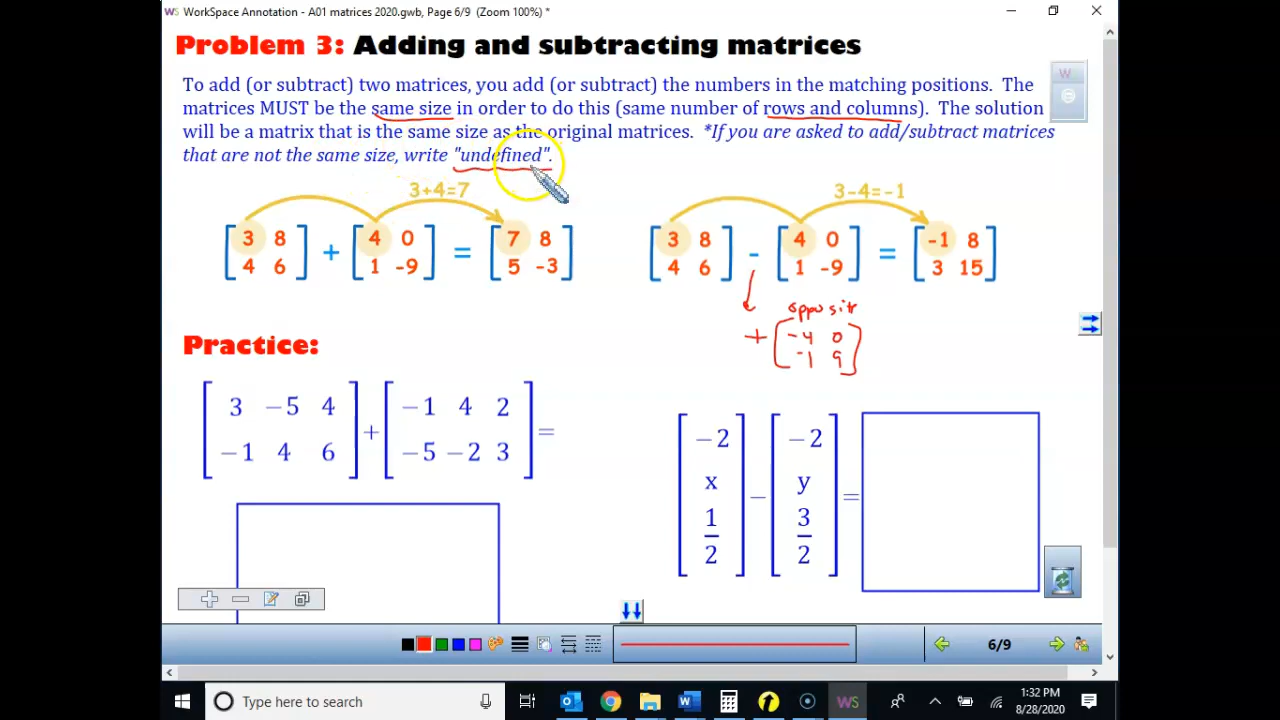 WS WorkSpace Annotation - A01 matrices 2020.gwb, Page 6/9 (Zoom 100%) *
Problem 3: Adding and subtracting matrices
To add (or subtract) two matrices, you add (or subtract) the numbers in the matching positions. The
matrices MUST be the same size in order to do this (same number of rows and columns). The solution
will be a matrix that is the same size as the original matrices. *If you are asked to add/subtract matrices
that are not the same size, write "undefined".
W
3+4=7
3-4=-1
3 8 4 0 7 8
+ =
4 6 1 -9 5 -3
3 8 4 0 -1 8
- =
4 6 1 -9 3 15
opposite
+ -4 0
-1 9
Practice:
3 -5 4 -1 4 2
+ =
-1 4 6 -5 -2 3
-2 -2
x y
- =
1 3
2 2
6/9
Type here to search
WS
1:32 PM
8/28/2020